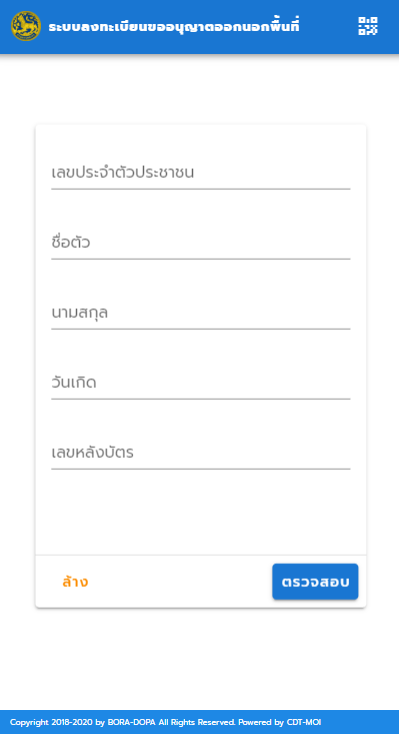 ระบบลงทะเบียนขออนุญาตออกนอกพื้นที่
เลขประจำตัวประชาชน
ชื่อตัว
นามสกุล
วันเกิด
เลขหลังบัตร
ล้าง
ตรวจสอบ
Copyright 2018-2020 by BORA-DOPA All Rights Reserved. Powered by CDT-MOI